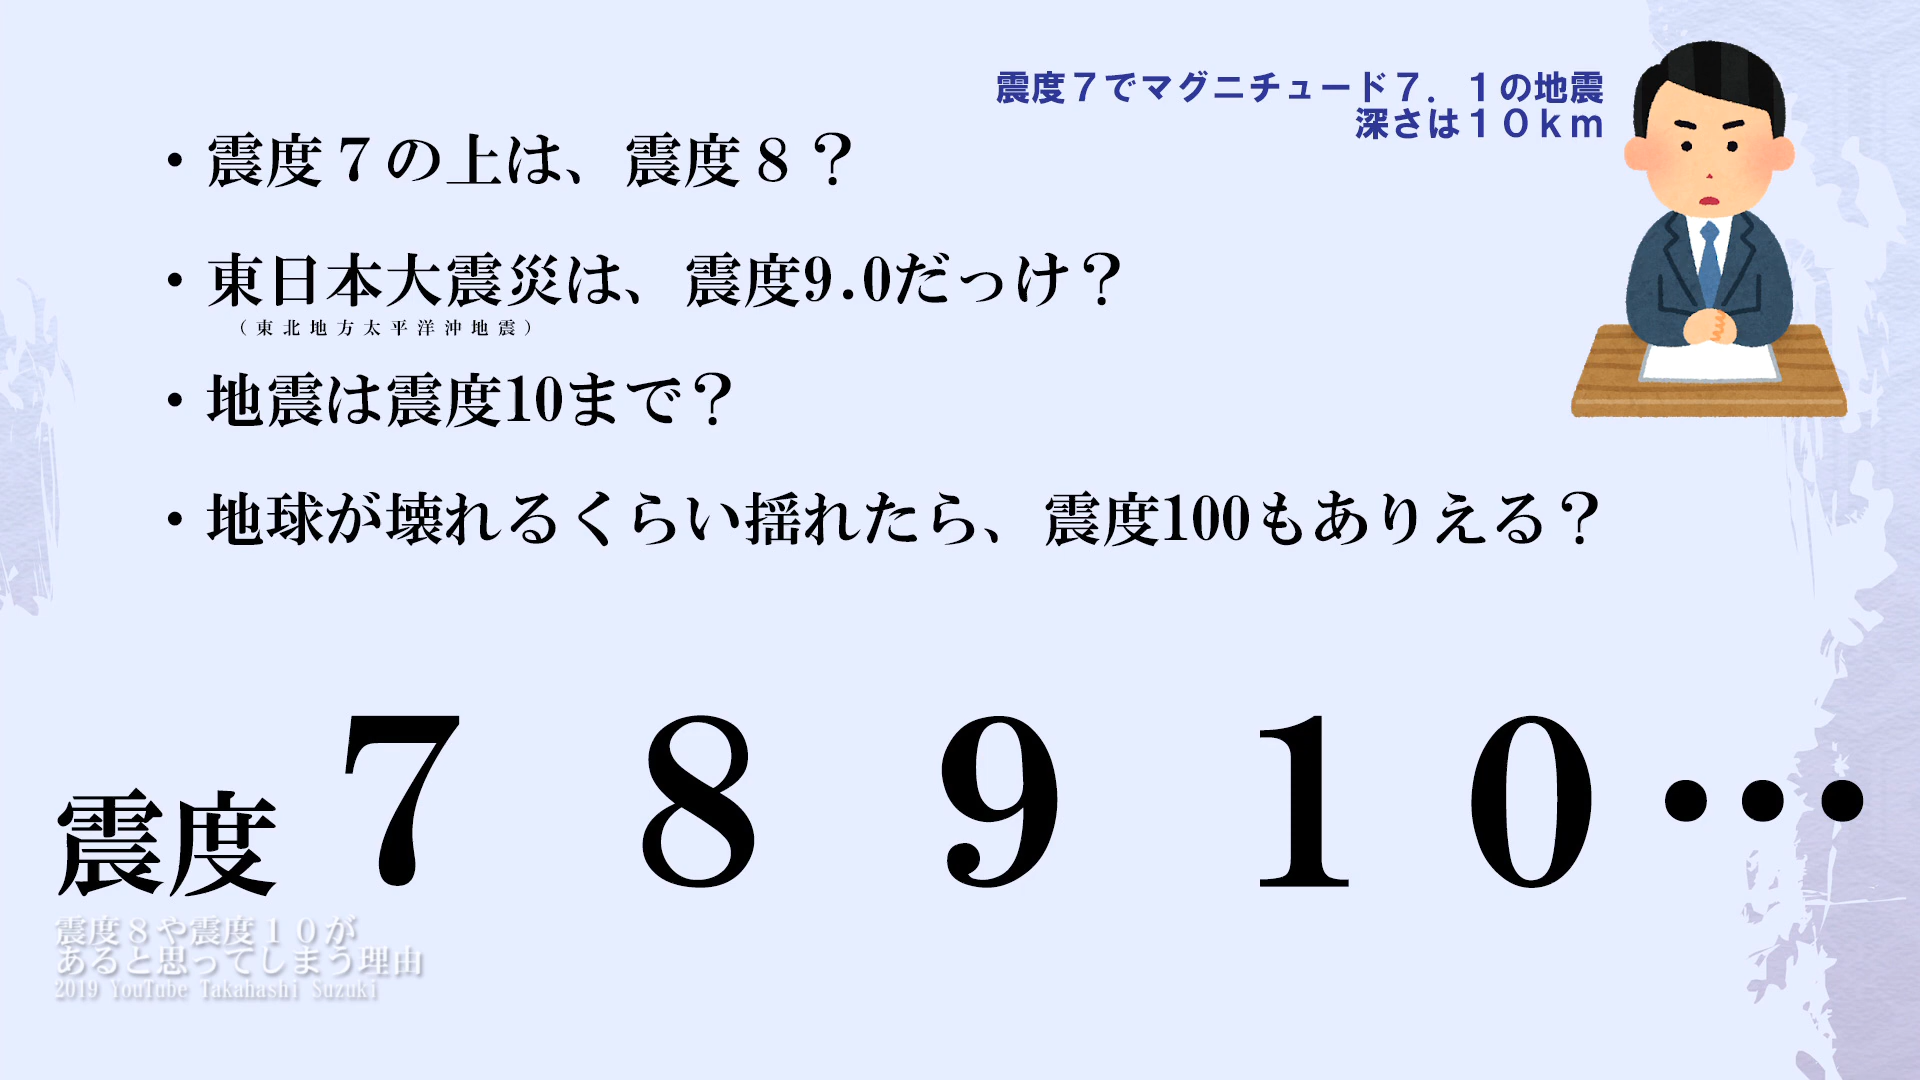 震度７でマグニチュード７．１の地震
深さは１０ｋｍ
・震度７の上は、震度８？
・東日本大震災は、震度9.0だっけ？
（東北地方太平洋沖地震）
・地震は震度10まで？
・地球が壊れるくらい揺れたら、震度100もありえる？
震度 7 8 9 10…
震度８や震度１０が
あると思ってしまう理由
2019 YouTube Takahashi Suzuki